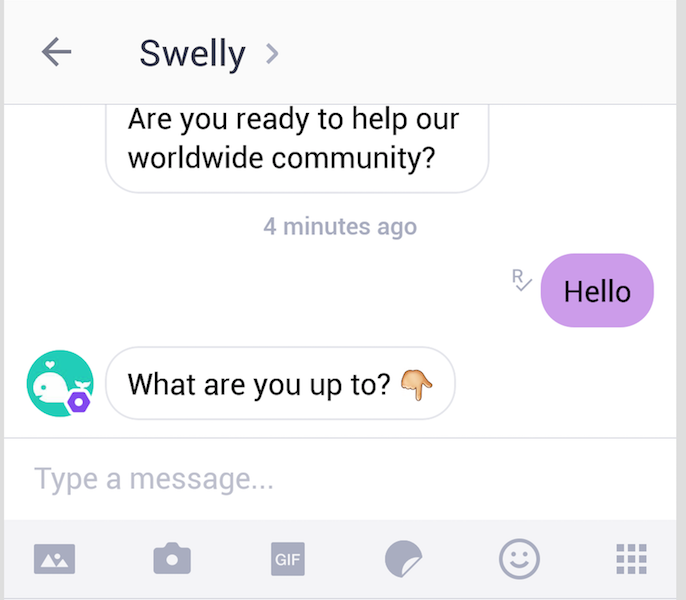 Swelly
Are you ready to help our
worldwide community?
4 minutes ago
R
Hello
What are you up to? 👇
Type a message...
GIF